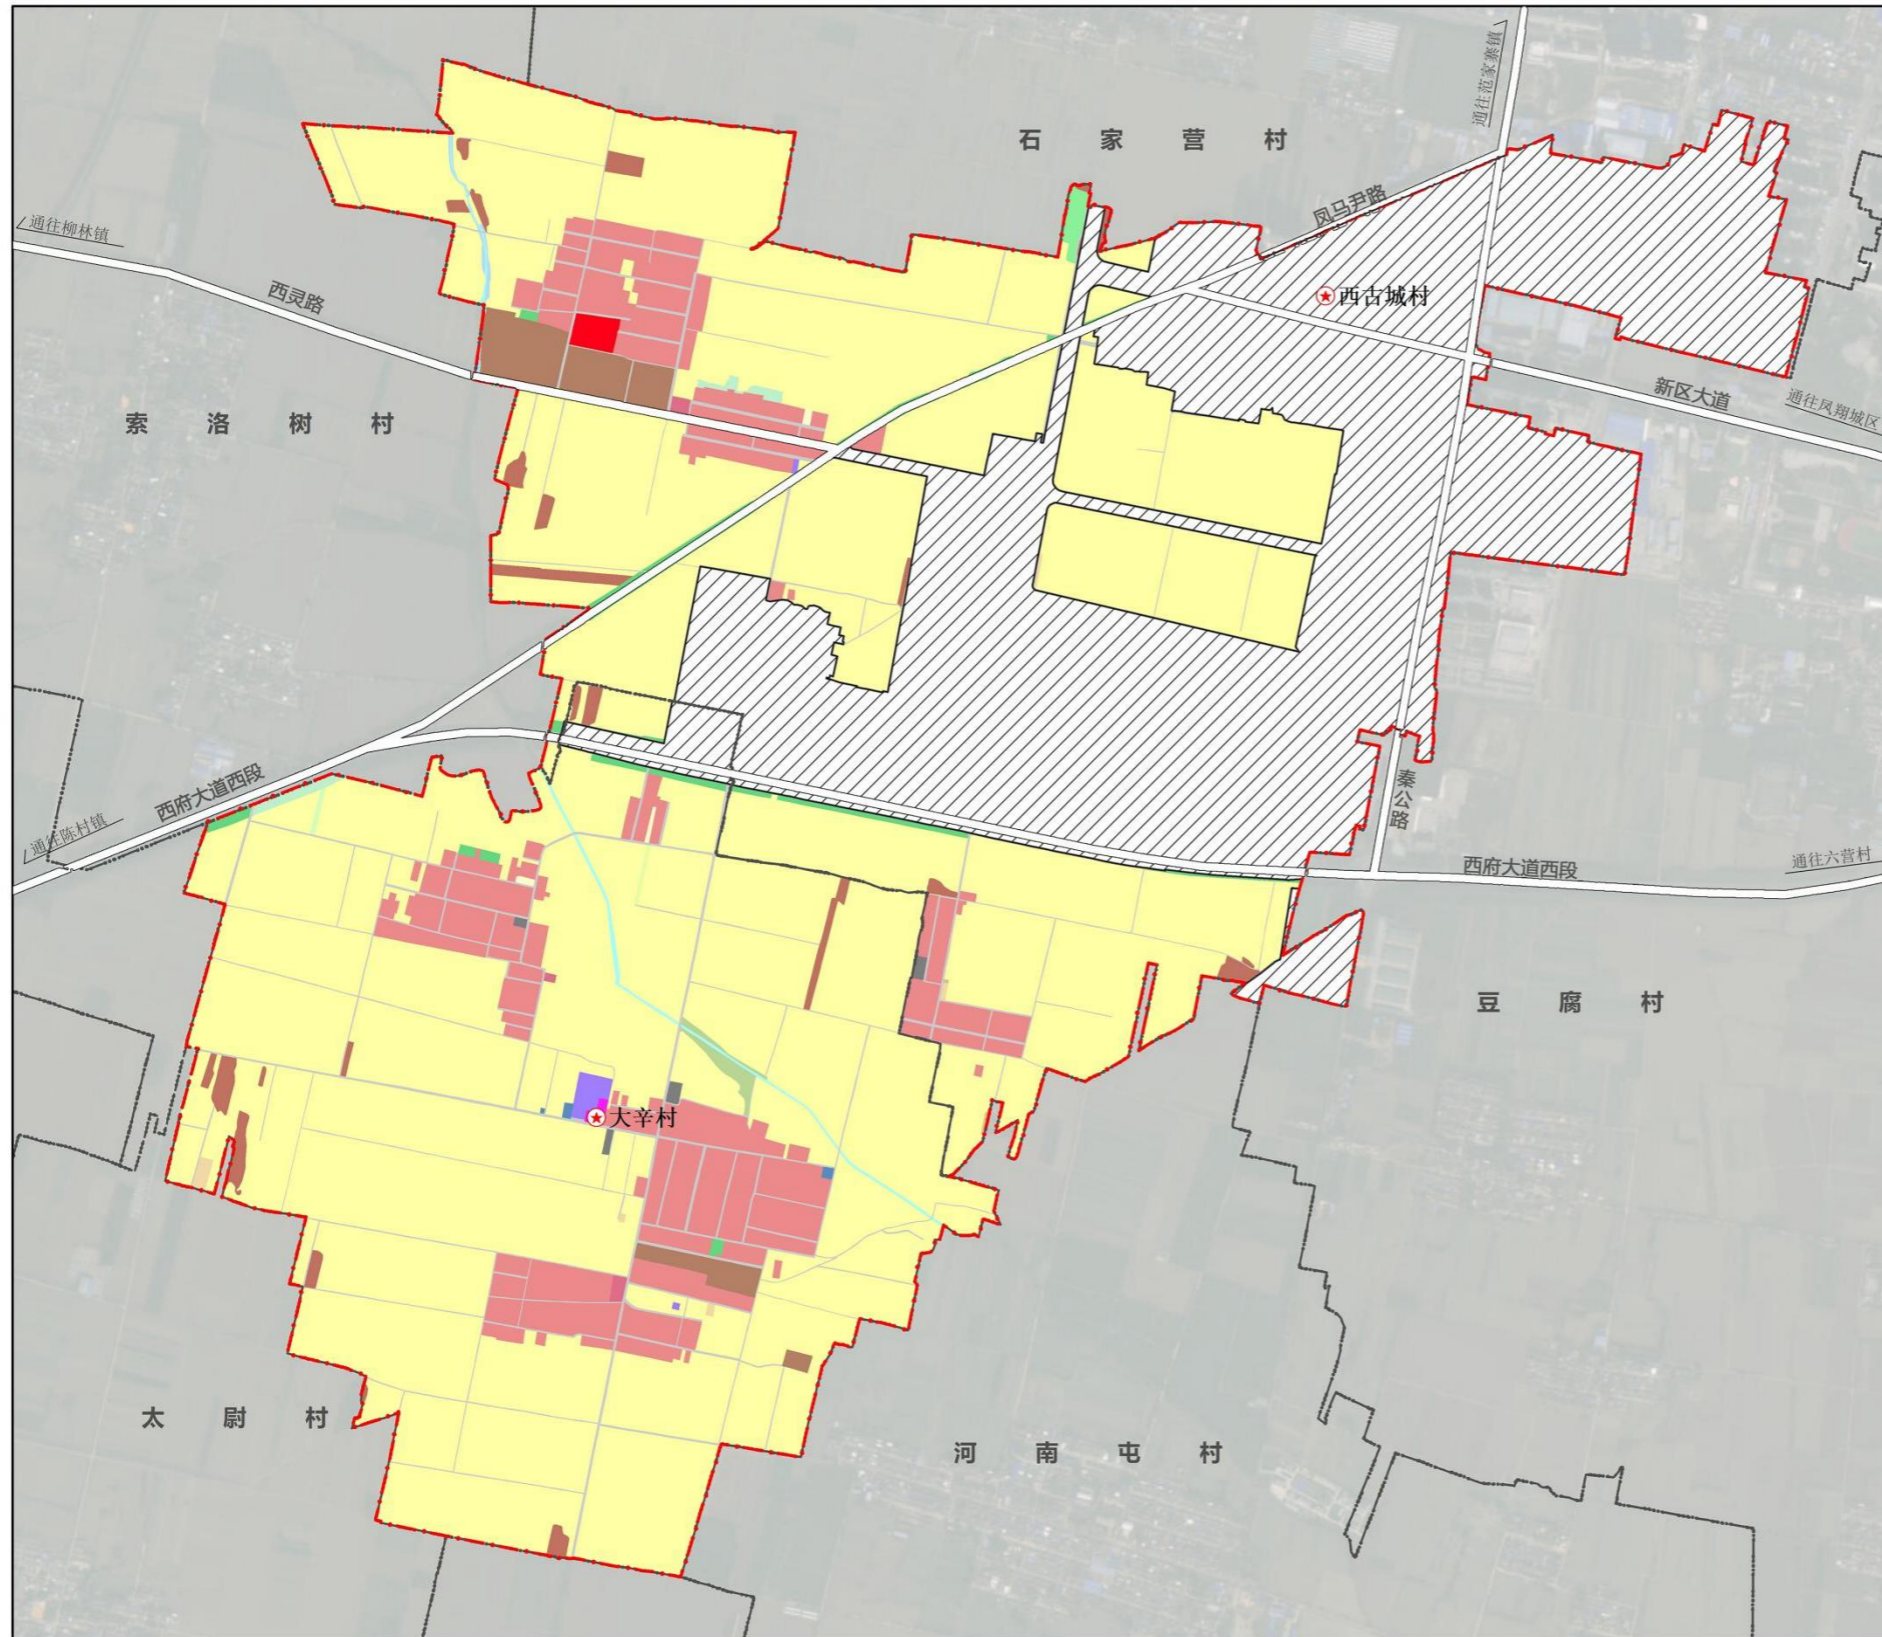 通往范家寨镇
石家营村
凤马尹路
通往柳林镇
西灵路
西古城村
新区大道
通往凤翔城区
索洛树村
西府大道西段
通往陈村镇
秦公路
西府大道西段
通往六营村
豆腐村
大辛村
太尉村
河南屯村